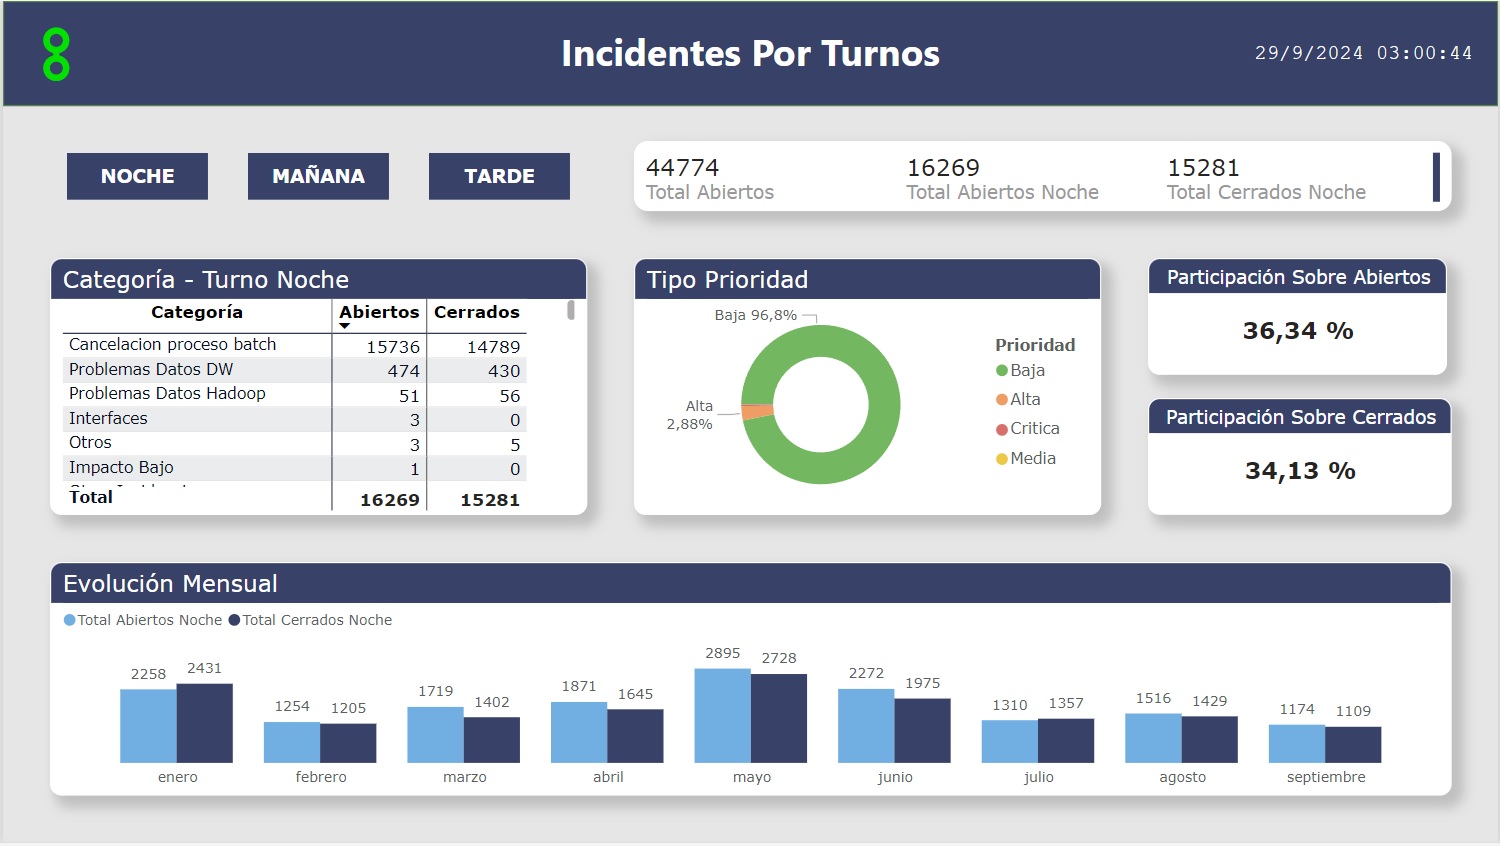 Incidentes Por Turnos
29/9/2024 03:00:44
NOCHE MAÑANA TARDE
44774 16269 15281
Total Abiertos Total Abiertos Noche Total Cerrados Noche
Categoría - Turno Noche
Categoría Abiertos Cerrados
Cancelacion proceso batch 15736 14789
Problemas Datos DW 474 430
Problemas Datos Hadoop 51 56
Interfaces 3 0
Otros 3 5
Impacto Bajo 1 0
Total 16269 15281
Tipo Prioridad
Baja 96,8%
Alta
2,88%
Prioridad
Baja
Alta
Critica
Media
Participación Sobre Abiertos
36,34 %
Participación Sobre Cerrados
34,13 %
Evolución Mensual
Total Abiertos Noche Total Cerrados Noche
2258 2431 1254 1205 1719 1402 1871 1645 2895 2728 2272 1975 1310 1357 1516 1429 1174 1109
enero febrero marzo abril mayo junio julio agosto septiembre